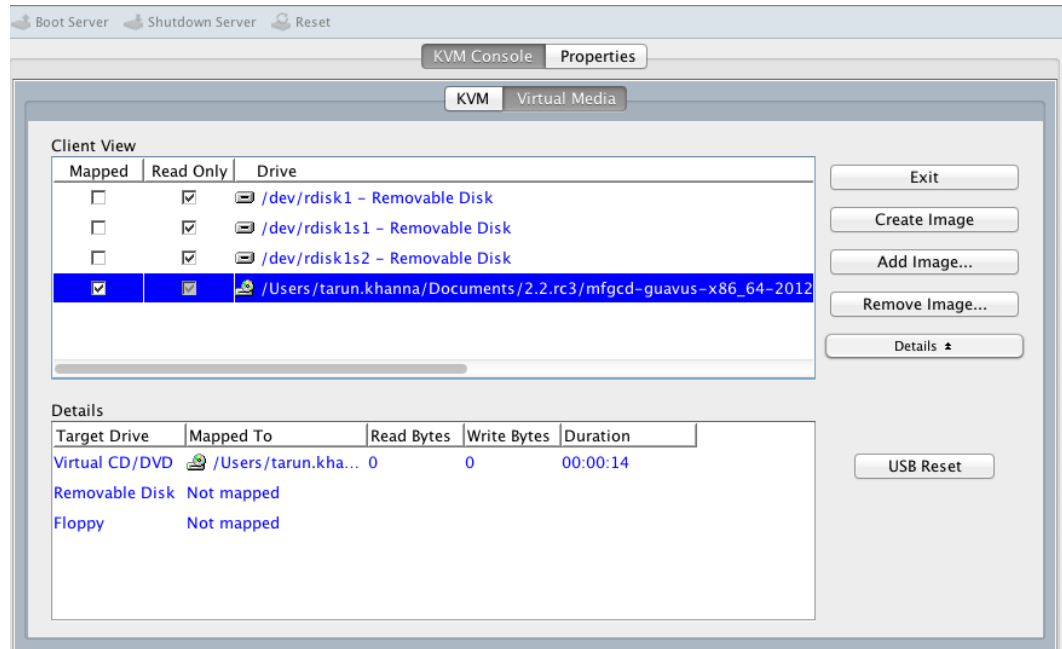 Boot Server Shutdown Server Reset
KVM Console Properties
KVM Virtual Media
Client View
Mapped Read Only Drive
/dev/rdisk1 – Removable Disk
/dev/rdisk1s1 – Removable Disk
/dev/rdisk1s2 – Removable Disk
/Users/tarun.khanna/Documents/2.2.rc3/mfgcd-guavus-x86_64-2012
Exit
Create Image
Add Image...
Remove Image...
Details
Details
Target Drive Mapped To Read Bytes Write Bytes Duration
Virtual CD/DVD /Users/tarun.kha... 0 0 00:00:14
Removable Disk Not mapped
Floppy Not mapped
USB Reset